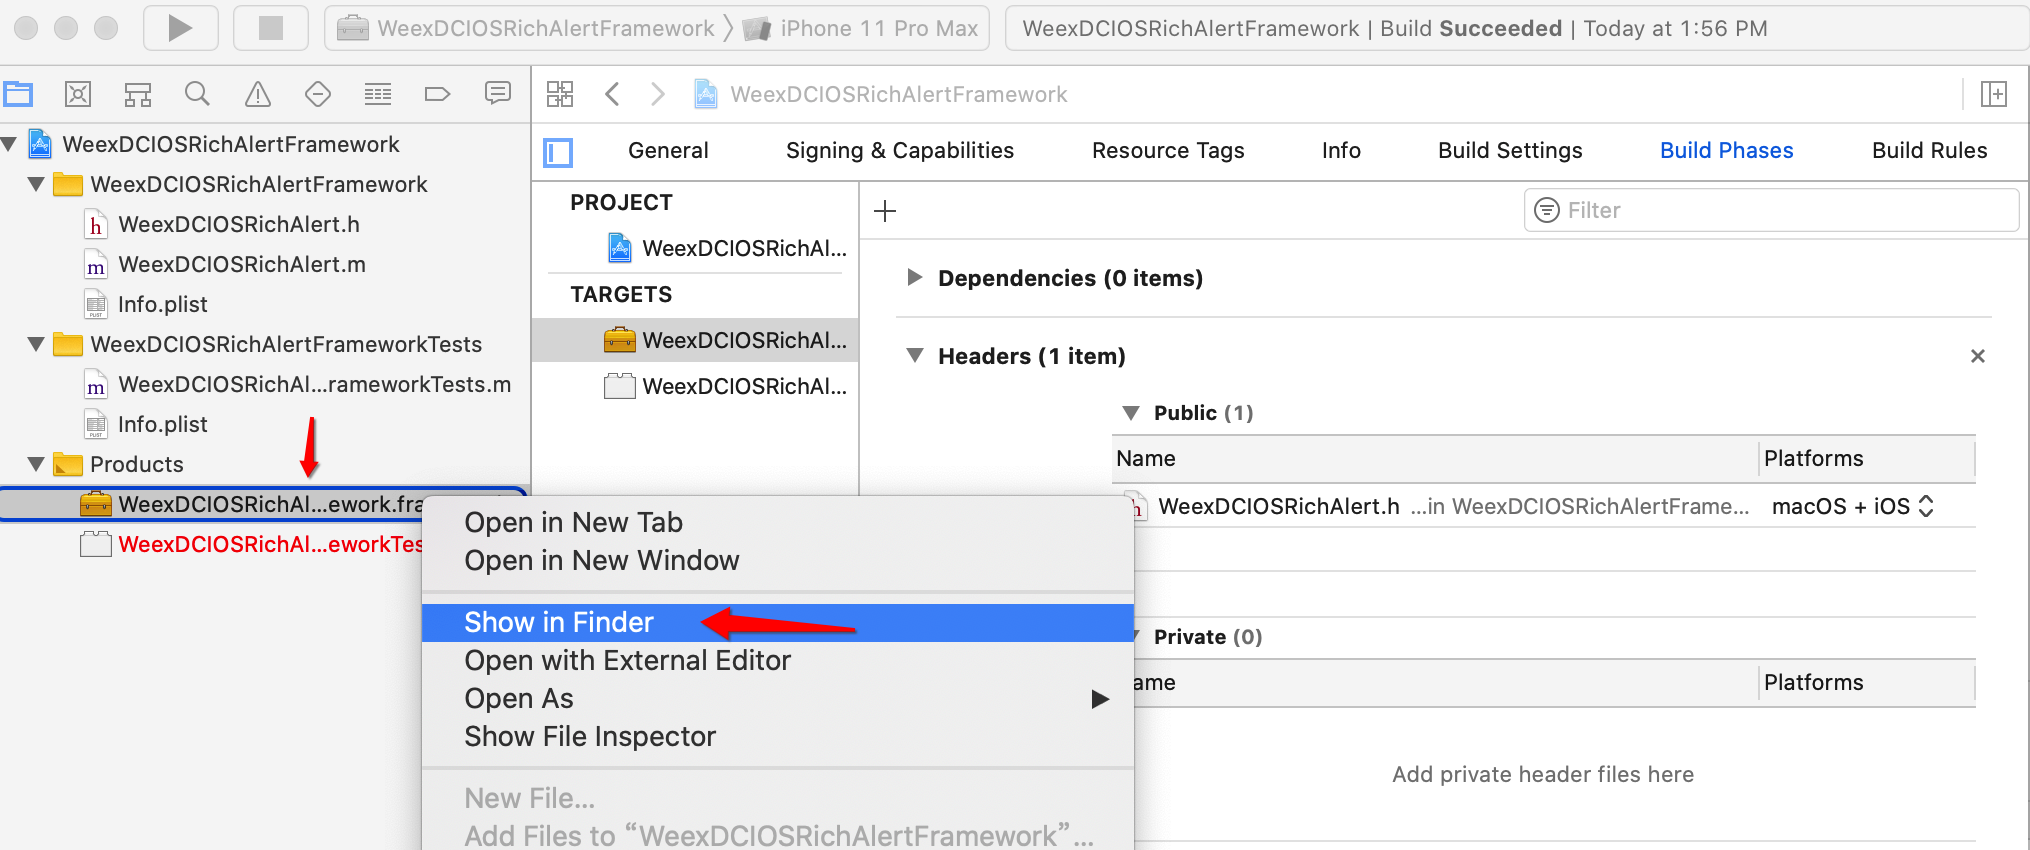 WeexDCIOSRichAlertFramework
iPhone 11 Pro Max
WeexDCIOSRichAlertFramework | Build Succeeded | Today at 1:56 PM
WeexDCIOSRichAlertFramework
WeexDCIOSRichAlertFramework
WeexDCIOSRichAlertFramework
h WeexDCIOSRichAlert.h
m WeexDCIOSRichAlert.m
Info.plist
WeexDCIOSRichAlertFrameworkTests
m WeexDCIOSRichAl...rameworkTests.m
Info.plist
Products
WeexDCIOSRichAl...ework.fra
WeexDCIOSRichAl...eworkTes
General
Signing & Capabilities
Resource Tags
Info
Build Settings
Build Phases
Build Rules
PROJECT
WeexDCIOSRichAl...
TARGETS
WeexDCIOSRichAl...
WeexDCIOSRichAl...
Filter
Dependencies (0 items)
Headers (1 item)
Public (1)
Name
Platforms
WeexDCIOSRichAlert.h ...in WeexDCIOSRichAlertFrame...
macOS + iOS
Private (0)
ame
Platforms
Add private header files here
Open in New Tab
Open in New Window
Show in Finder
Open with External Editor
Open As
Show File Inspector
New File...
Add Files to “WeexDCIOSRichAlertFramework”...